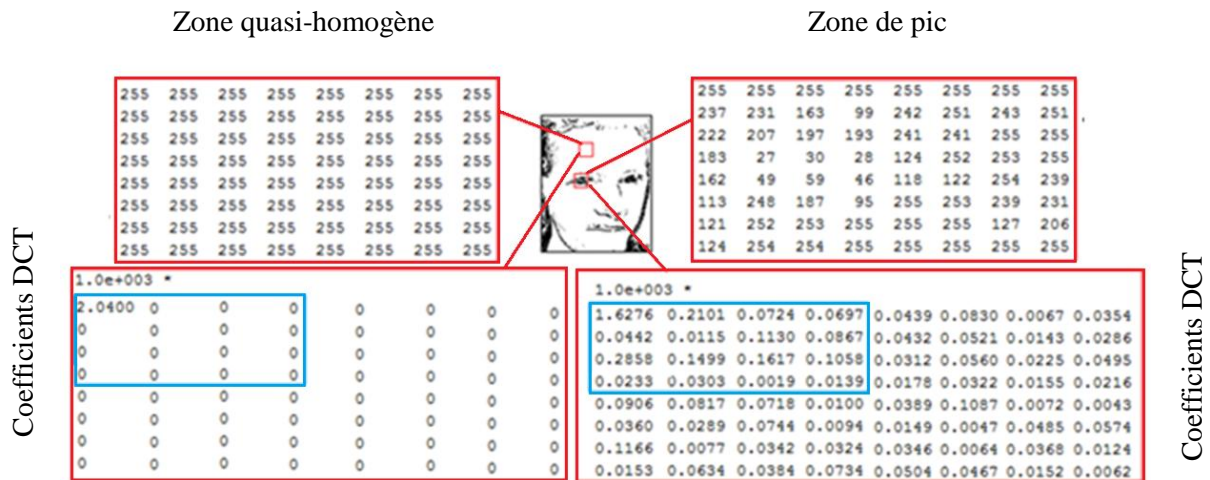 Zone quasi-homogène
Zone de pic
255 255 255 255 255 255 255 255
255 255 255 255 255 255 255 255
255 255 255 255 255 255 255 255
255 255 255 255 255 255 255 255
255 255 255 255 255 255 255 255
255 255 255 255 255 255 255 255
255 255 255 255 255 255 255 255
255 255 255 255 255 255 255 255
255 255 255 255 255 255 255 255
237 231 163 99 242 251 243 251
222 207 197 193 241 241 255 255
183 27 30 28 124 252 253 255
162 49 59 46 118 122 254 239
113 248 187 95 255 253 239 231
121 252 253 255 255 255 127 206
124 254 254 255 255 255 255 255
Coefficients DCT
1.0e+003 *
2.0400 0 0 0 0 0 0 0
0 0 0 0 0 0 0 0
0 0 0 0 0 0 0 0
0 0 0 0 0 0 0 0
0 0 0 0 0 0 0 0
0 0 0 0 0 0 0 0
0 0 0 0 0 0 0 0
0 0 0 0 0 0 0 0
1.0e+003 *
1.6276 0.2101 0.0724 0.0697 0.0439 0.0830 0.0067 0.0354
0.0442 0.0115 0.1130 0.0867 0.0432 0.0521 0.0143 0.0286
0.2858 0.1499 0.1617 0.1058 0.0312 0.0560 0.0225 0.0495
0.0233 0.0303 0.0019 0.0139 0.0178 0.0322 0.0155 0.0216
0.0906 0.0817 0.0718 0.0100 0.0389 0.1087 0.0072 0.0043
0.0360 0.0289 0.0744 0.0094 0.0149 0.0047 0.0485 0.0574
0.1166 0.0077 0.0342 0.0324 0.0346 0.0064 0.0368 0.0124
0.0153 0.0634 0.0384 0.0734 0.0504 0.0467 0.0152 0.0062
Coefficients DCT